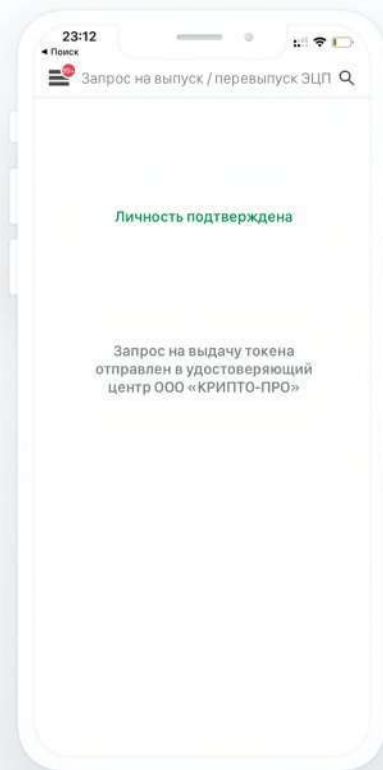 23:12
◀ Поиск
99+
Запрос на выпуск / перевыпуск ЭЦП
Личность подтверждена
Запрос на выдачу токена
отправлен в удостоверяющий
центр ООО «КРИПТО-ПРО»